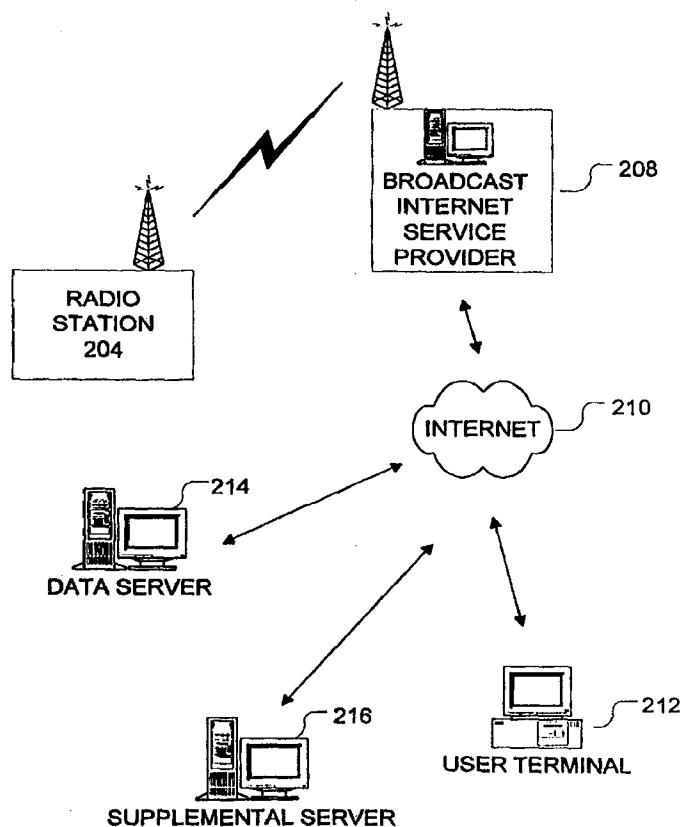 BROADCAST
INTERNET
SERVICE
PROVIDER
208
RADIO
STATION
204
INTERNET
210
214
DATA SERVER
216
SUPPLEMENTAL SERVER
212
USER TERMINAL